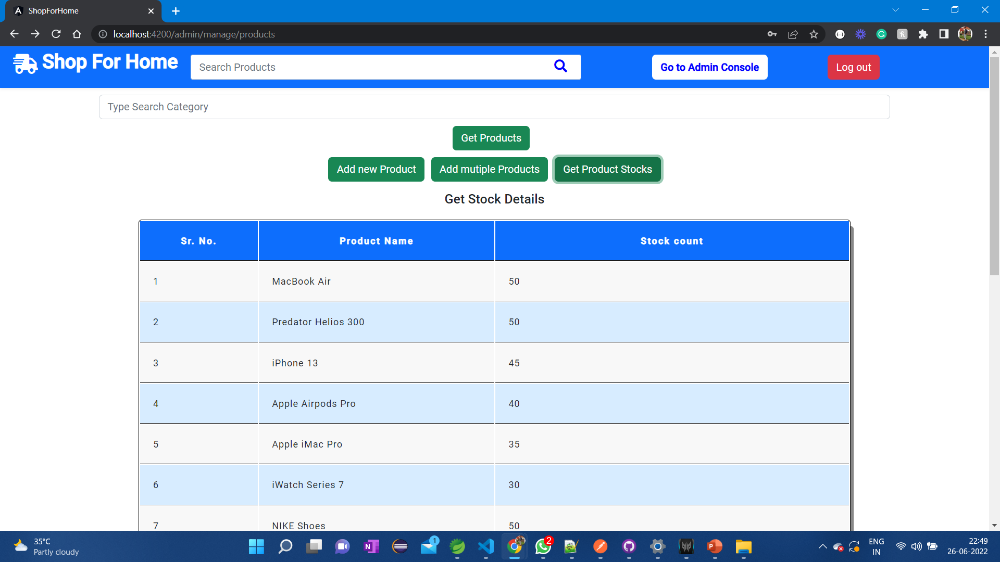 ShopForHome
localhost:4200/admin/manage/products
Shop For Home
Search Products
Go to Admin Console
Log out
Type Search Category
Get Products
Add new Product
Add mutiple Products
Get Product Stocks
Get Stock Details
Sr. No. Product Name Stock count
1 MacBook Air 50
2 Predator Helios 300 50
3 iPhone 13 45
4 Apple Airpods Pro 40
5 Apple iMac Pro 35
6 iWatch Series 7 30
7 NIKE Shoes 50
35°C
Partly cloudy
1
2
ENG
IN
22:49
26-06-2022